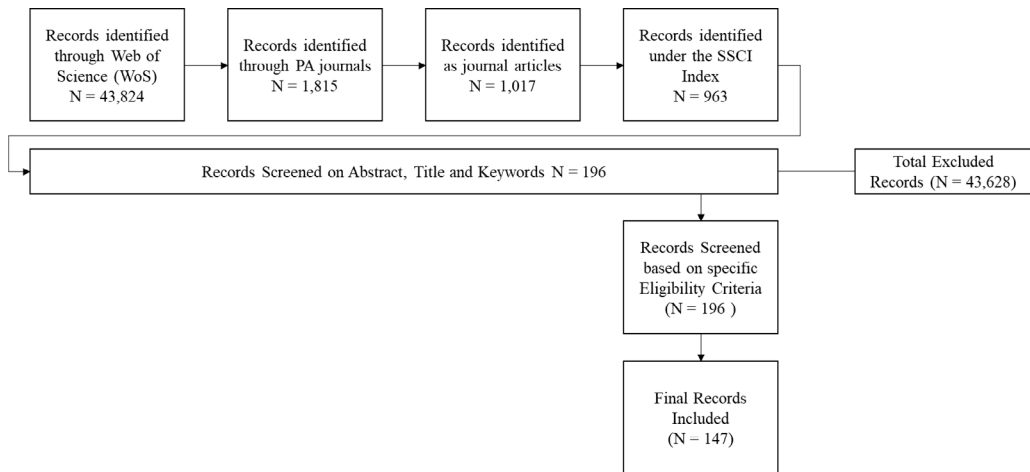 Records identified
through Web of
Science (WoS)
N = 43,824
Records identified
through PA journals
N = 1,815
Records identified
as journal articles
N = 1,017
Records identified
under the SSCI
Index
N = 963
Records Screened on Abstract, Title and Keywords N = 196
Total Excluded
Records (N = 43,628)
Records Screened
based on specific
Eligibility Criteria
(N = 196 )
Final Records
Included
(N = 147)